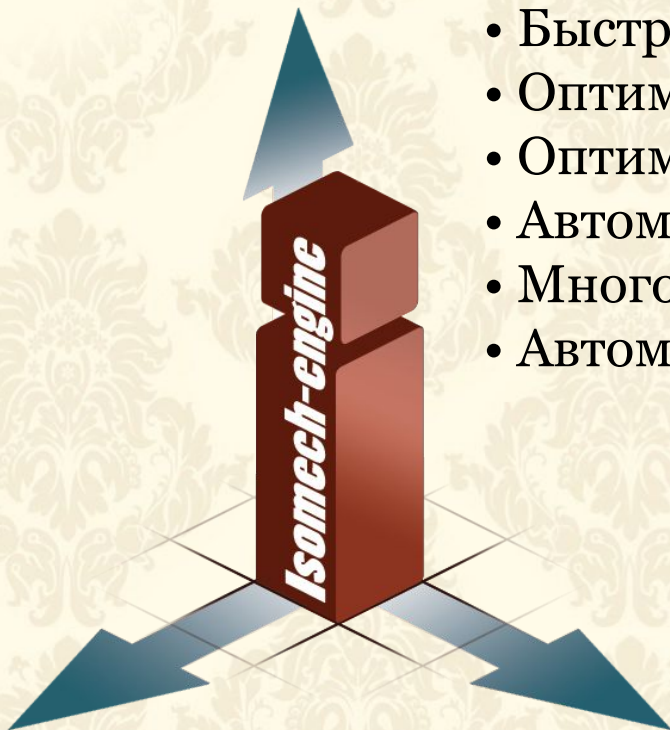 • Быстр
• Оптим
• Оптим
• Автом
• Много
• Автом
Isomech-engine